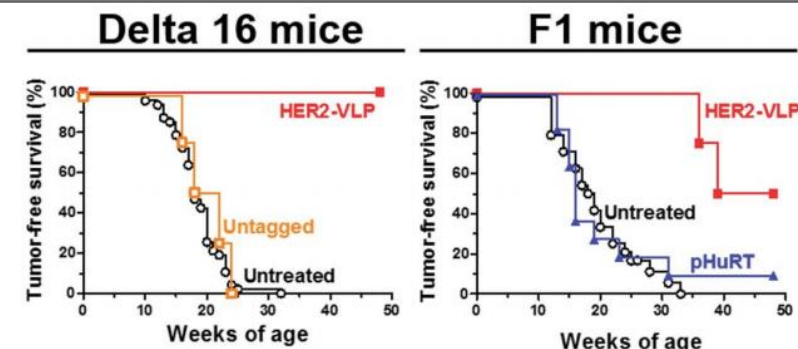 Delta 16 mice
F1 mice
Tumor-free survival (%)
100
80
60
40
20
0
HER2-VLP
Untagged
Untreated
0 10 20 30 40 50
Weeks of age
Tumor-free survival (%)
100
80
60
40
20
0
HER2-VLP
Untreated
pHuRT
0 10 20 30 40 50
Weeks of age